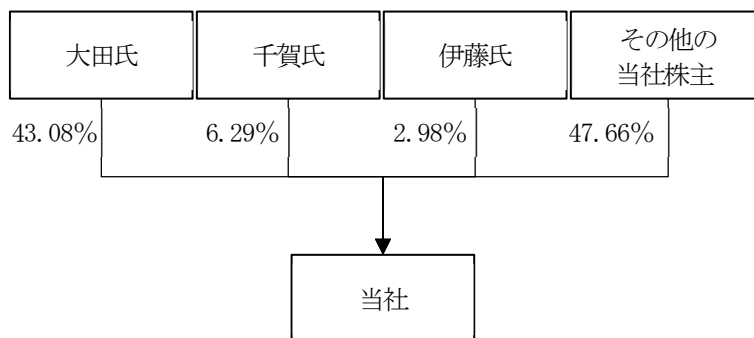 大田氏
千賀氏
伊藤氏
その他の
当社株主
43.08%
6.29%
2.98%
47.66%
当社